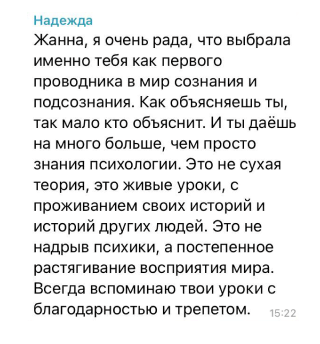 Надежда
Жанна, я очень рада, что выбрала
именно тебя как первого
проводника в мир сознания и
подсознания. Как объясняешь ты,
так мало кто объяснит. И ты даёшь
на много больше, чем просто
знания психологии. Это не сухая
теория, это живые уроки, с
проживанием своих историй и
историй других людей. Это не
надрыв психики, а постепенное
растягивание восприятия мира.
Всегда вспоминаю твои уроки с
благодарностью и трепетом. 15:22